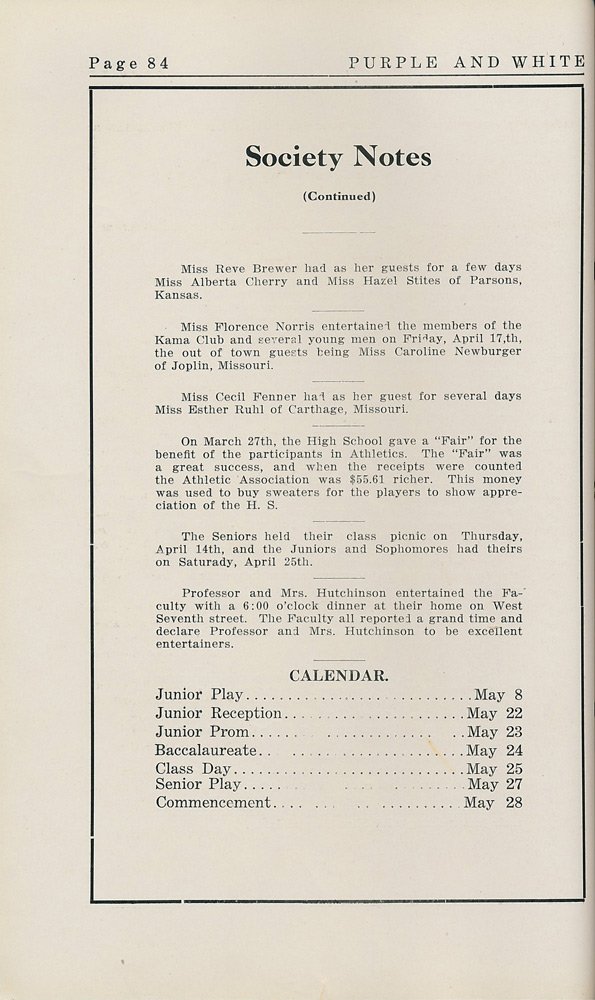 Page 84 PURPLE AND WHITE
Society Notes
(Continued)
Miss Reve Brewer had as her guests for a few days
Miss Alberta Cherry and Miss Hazel Stites of Parsons,
Kansas.
Miss Florence Norris entertained the members of the
Kama Club and several young men on Friday, April 17,th,
the out of town guests being Miss Caroline Newburger
of Joplin, Missouri.
Miss Cecil Fenner had as her guest for several days
Miss Esther Ruhl of Carthage, Missouri.
On March 27th, the High School gave a "Fair" for the
benefit of the participants in Athletics. The "Fair" was
a great success, and when the receipts were counted
the Athletic Association was $55.61 richer. This money
was used to buy sweaters for the players to show appre-
ciation of the H. S.
The Seniors held their class picnic on Thursday,
April 14th, and the Juniors and Sophomores had theirs
on Saturady, April 25th.
Professor and Mrs. Hutchinson entertained the Fa-
culty with a 6:00 o'clock dinner at their home on West
Seventh street. The Faculty all reported a grand time and
declare Professor and Mrs. Hutchinson to be excellent
entertainers.
CALENDAR.
Junior Play..........................May 8
Junior Reception.....................May 22
Junior Prom..........................May 23
Baccalaureate........................May 24
Class Day............................May 25
Senior Play..........................May 27
Commencement.........................May 28